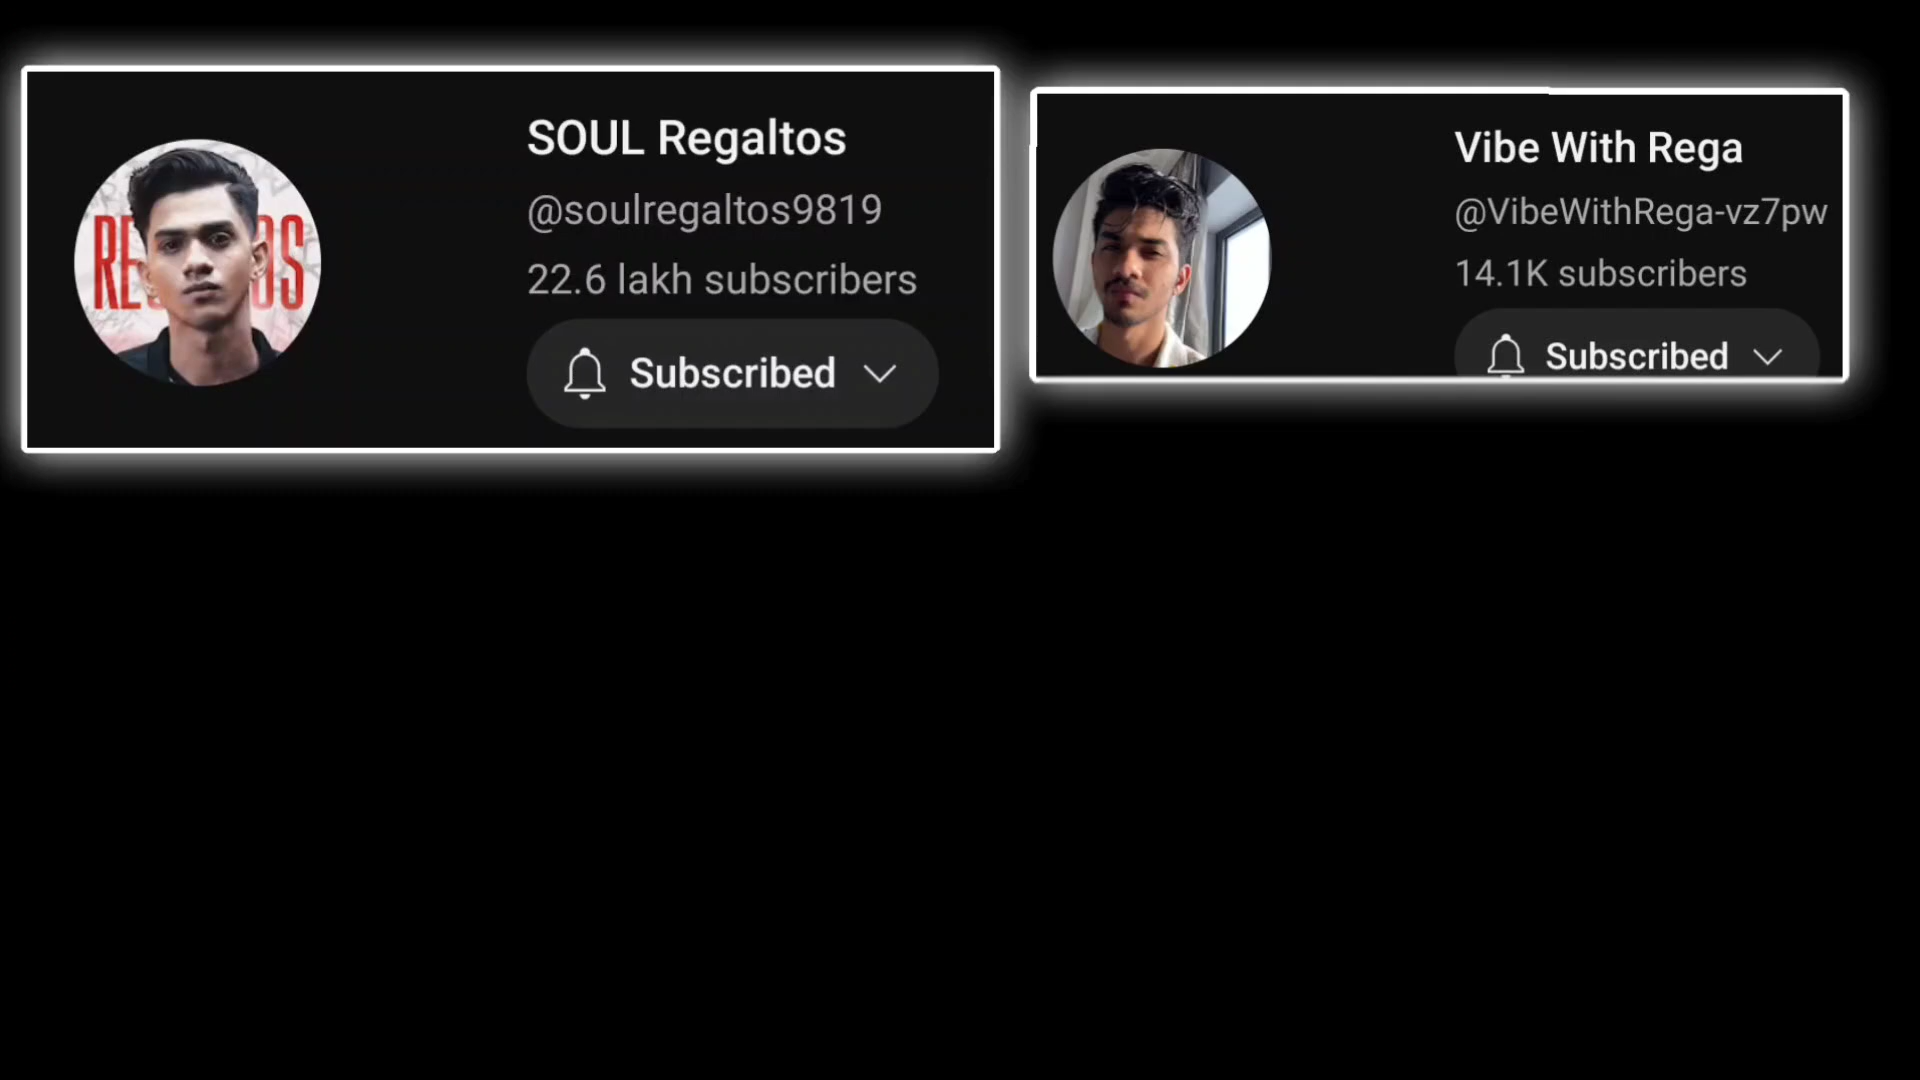 SOUL Regaltos
@soulregaltos9819
22.6 lakh subscribers
Subscribed
Vibe With Rega
@VibeWithRega-vz7pw
14.1K subscribers
Subscribed